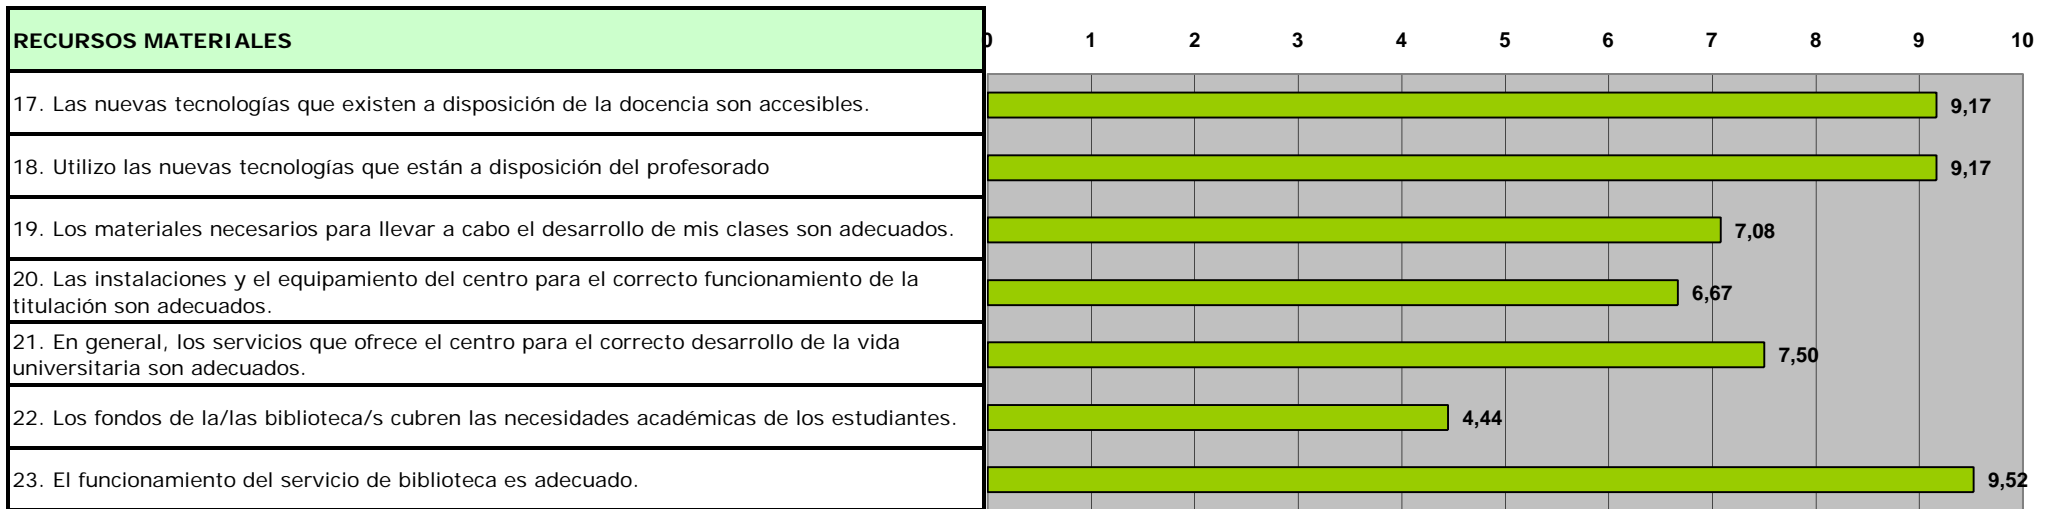 RECURSOS MATERIALES
0 1 2 3 4 5 6 7 8 9 10
17. Las nuevas tecnologías que existen a disposición de la docencia son accesibles.
9,17
18. Utilizo las nuevas tecnologías que están a disposición del profesorado
9,17
19. Los materiales necesarios para llevar a cabo el desarrollo de mis clases son adecuados.
7,08
20. Las instalaciones y el equipamiento del centro para el correcto funcionamiento de la
titulación son adecuados.
6,67
21. En general, los servicios que ofrece el centro para el correcto desarrollo de la vida
universitaria son adecuados.
7,50
22. Los fondos de la/las biblioteca/s cubren las necesidades académicas de los estudiantes.
4,44
23. El funcionamiento del servicio de biblioteca es adecuado.
9,52